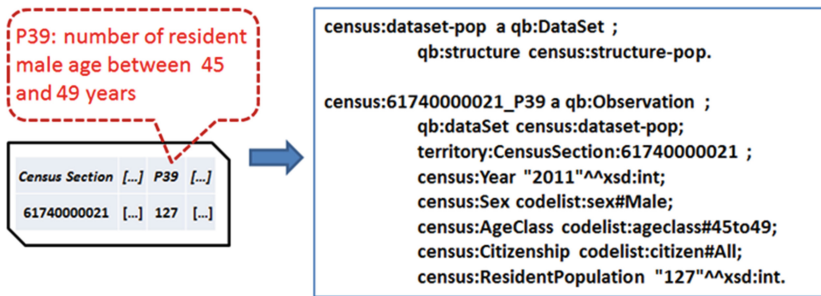 P39: number of resident
male age between 45
and 49 years
Census Section [...] P39 [...]
61740000021 [...] 127 [...]
census:dataset-pop a qb:DataSet ;
qb:structure census:structure-pop.
census:61740000021_P39 a qb:Observation ;
qb:dataSet census:dataset-pop;
territory:CensusSection:61740000021 ;
census:Year "2011"^^xsd:int;
census:Sex codelist:sex#Male;
census:AgeClass codelist:ageclass#45to49;
census:Citizenship codelist:citizen#All;
census:ResidentPopulation "127"^^xsd:int.